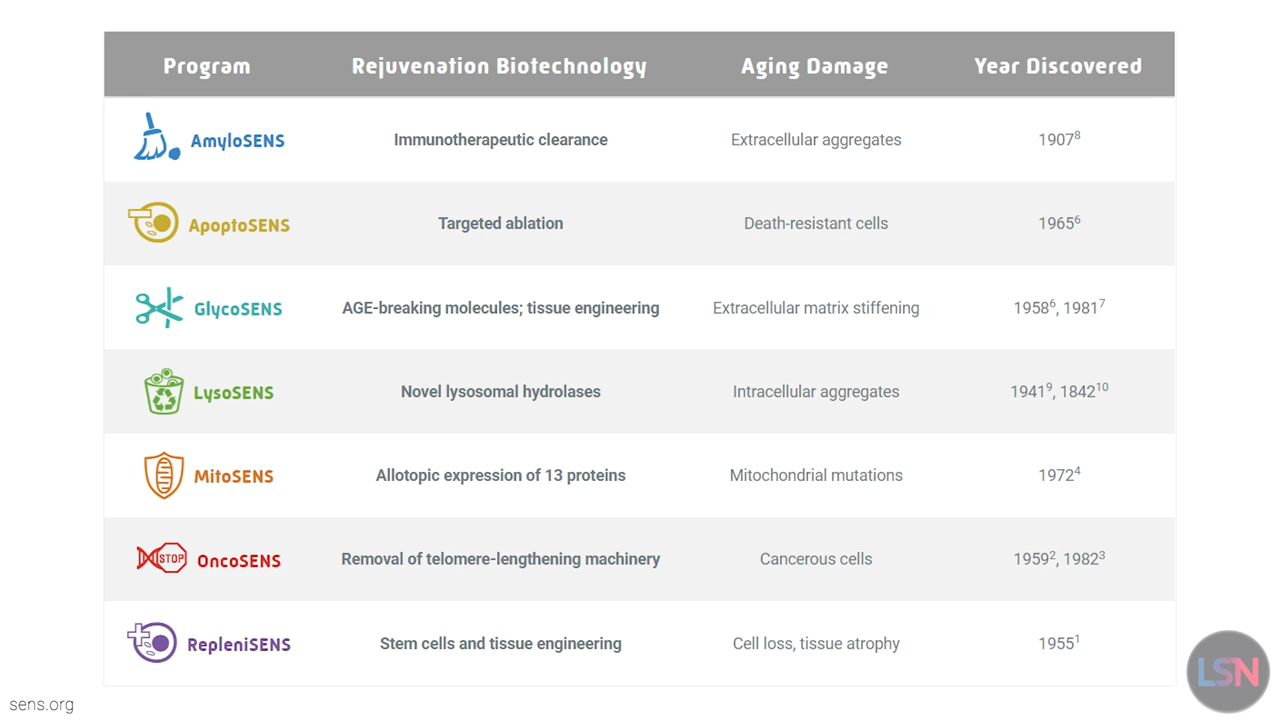 Program Rejuvenation Biotechnology Aging Damage Year Discovered
AmyloSENS Immunotherapeutic clearance Extracellular aggregates 1907⁸
ApoptoSENS Targeted ablation Death-resistant cells 1965⁶
GlycoSENS AGE-breaking molecules; tissue engineering Extracellular matrix stiffening 1958⁶, 1981⁷
LysoSENS Novel lysosomal hydrolases Intracellular aggregates 1941⁹, 1842¹⁰
MitoSENS Allotopic expression of 13 proteins Mitochondrial mutations 1972⁴
STOP OncoSENS Removal of telomere-lengthening machinery Cancerous cells 1959², 1982³
RepleniSENS Stem cells and tissue engineering Cell loss, tissue atrophy 1955¹
LSN
sens.org